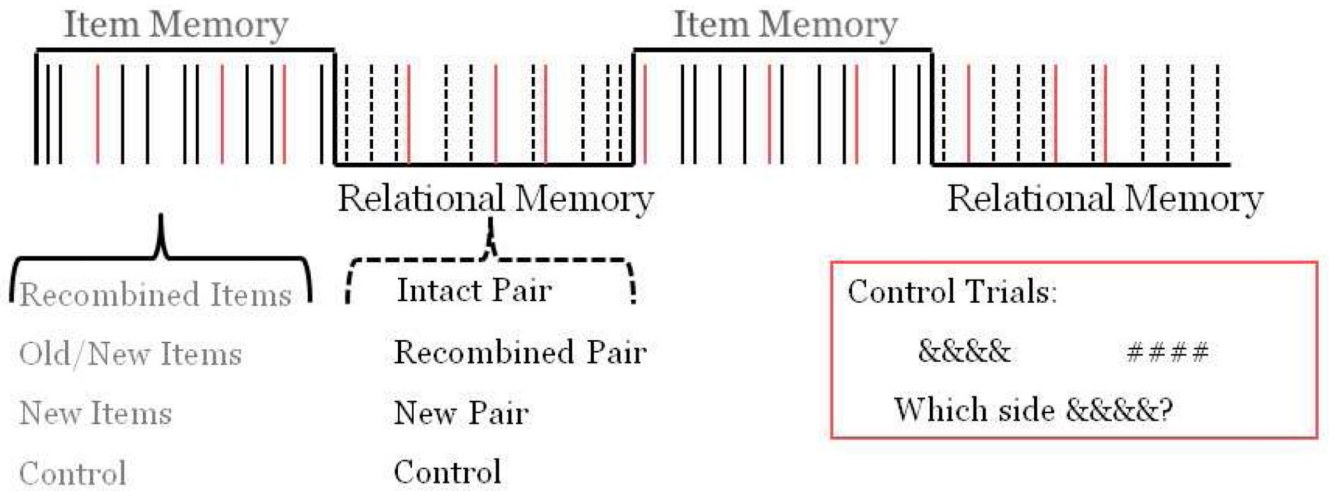 Item Memory
Item Memory
Relational Memory
Relational Memory
Recombined Items
Old/New Items
New Items
Control
Intact Pair
Recombined Pair
New Pair
Control
Control Trials:
&&&& ####
Which side &&&&?